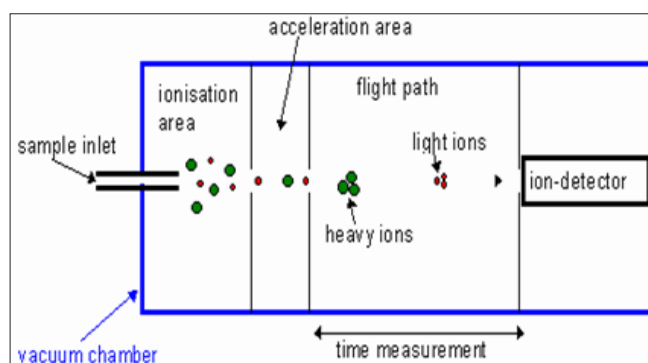 acceleration area
ionisation
area
flight path
sample inlet
light ions
ion-detector
heavy ions
vacuum chamber
time measurement